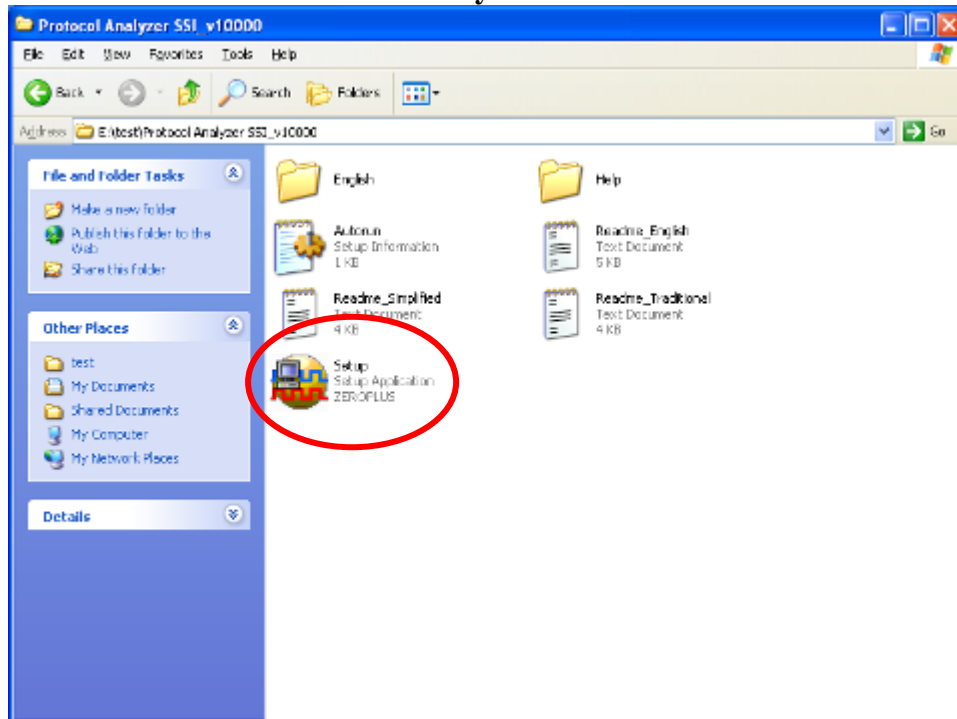 Protocol Analyzer SSI_v10000
File Edit View Favorites Tools Help
Back Search Folders
Address E:\test\Protocol Analyzer SSI_v10000 Go
File and Folder Tasks
Make a new folder
Publish this folder to the
Web
Share this folder
Other Places
test
My Documents
Shared Documents
My Computer
My Network Places
Details
English
Help
Autorun
Setup Information
1 KB
Readme_English
Text Document
5 KB
Readme_Simplified
Text Document
4 KB
Readme_Traditional
Text Document
4 KB
Setup
Setup Application
ZEROPLUS